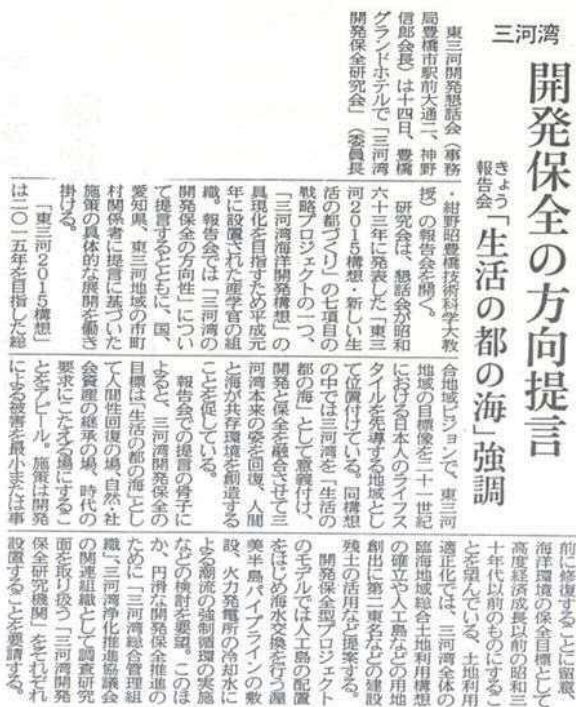 三河湾
開発保全の方向提言
きょう
報告会
「生活の都の海」強調
東三河開発懇話会（事務
局豊橋市駅前大通二、神野
信郎会長）は十四日、豊橋
グランドホテルで「三河湾
開発保全研究会」（委員長
・紺野昭豊橋技術科学大教
授）の報告会を開く。
研究会は、懇話会が昭和
六十三年に発表した「東三
河2015構想・新しい生
活の都づくり」の七項目の
戦略プロジェクトの一つ、
「三河湾海洋開発構想」の
具現化を目指すため平成元
年に設置された産学官の組
織。報告会では「三河湾の
開発保全の方向性」につい
て提言するとともに、国、
愛知県、東三河地域の市町
村関係者に提言に基づいた
施策の具体的な展開を働き
掛ける。
「東三河2015構想」
は二〇一五年を目指した総
合地域ビジョンで、東三河
地域の目標像を二十一世紀
における日本人のライフス
タイルを先導する地域とし
て位置付けている。同構想
の中では三河湾を「生活の
都の海」として意義付け、
開発と保全を融合させて三
河湾本来の姿を回復、人間
と海が共存環境を創造する
ことを促している。
報告会での提言の骨子に
よると、三河湾開発保全の
目標は「生活の都の海」とし
て人間性回復の場、自然・社
会資産の継承の場、時代の
要求にこたえる場にするこ
とをアピール。施策は開発
による被害を最小または事
前に修復することに留意、
海洋環境の保全目標として
高度経済成長以前の昭和三
十年代以前のものにするこ
とを望んでいる。土地利用
適正化では、三河湾全体の
臨海地域総合土地利用構想
の確立や人工島などの用地
創出に第二東名などの建設
残土の活用など提案する。
開発保全型プロジェクト
のモデルでは人工島の配置
をはじめ海水交換を行う渥
美半島パイプラインの敷
設、火力発電所の冷却水に
よる潮流の強制循環の実施
などの検討を要望。このほ
か、円滑な開発保全推進の
ために「三河湾総合管理組
織」、三河湾浄化推進協議会
の関連組織として調査研究
面を取り扱う「三河湾開発
保全研究機関」をそれぞれ
設置することを要請する。